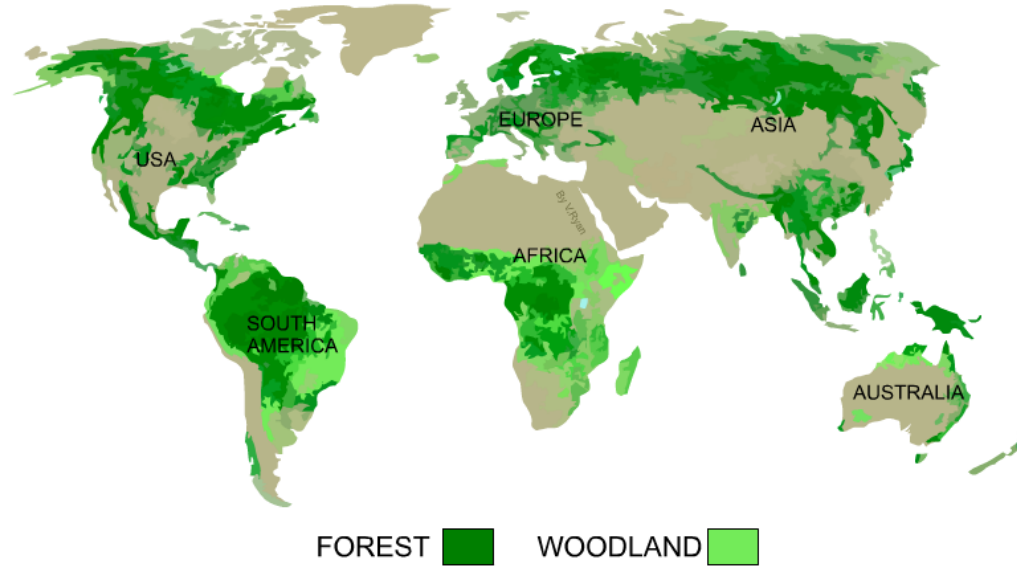 USA
EUROPE
ASIA
By V.Ryan
AFRICA
SOUTH
AMERICA
AUSTRALIA
FOREST
WOODLAND